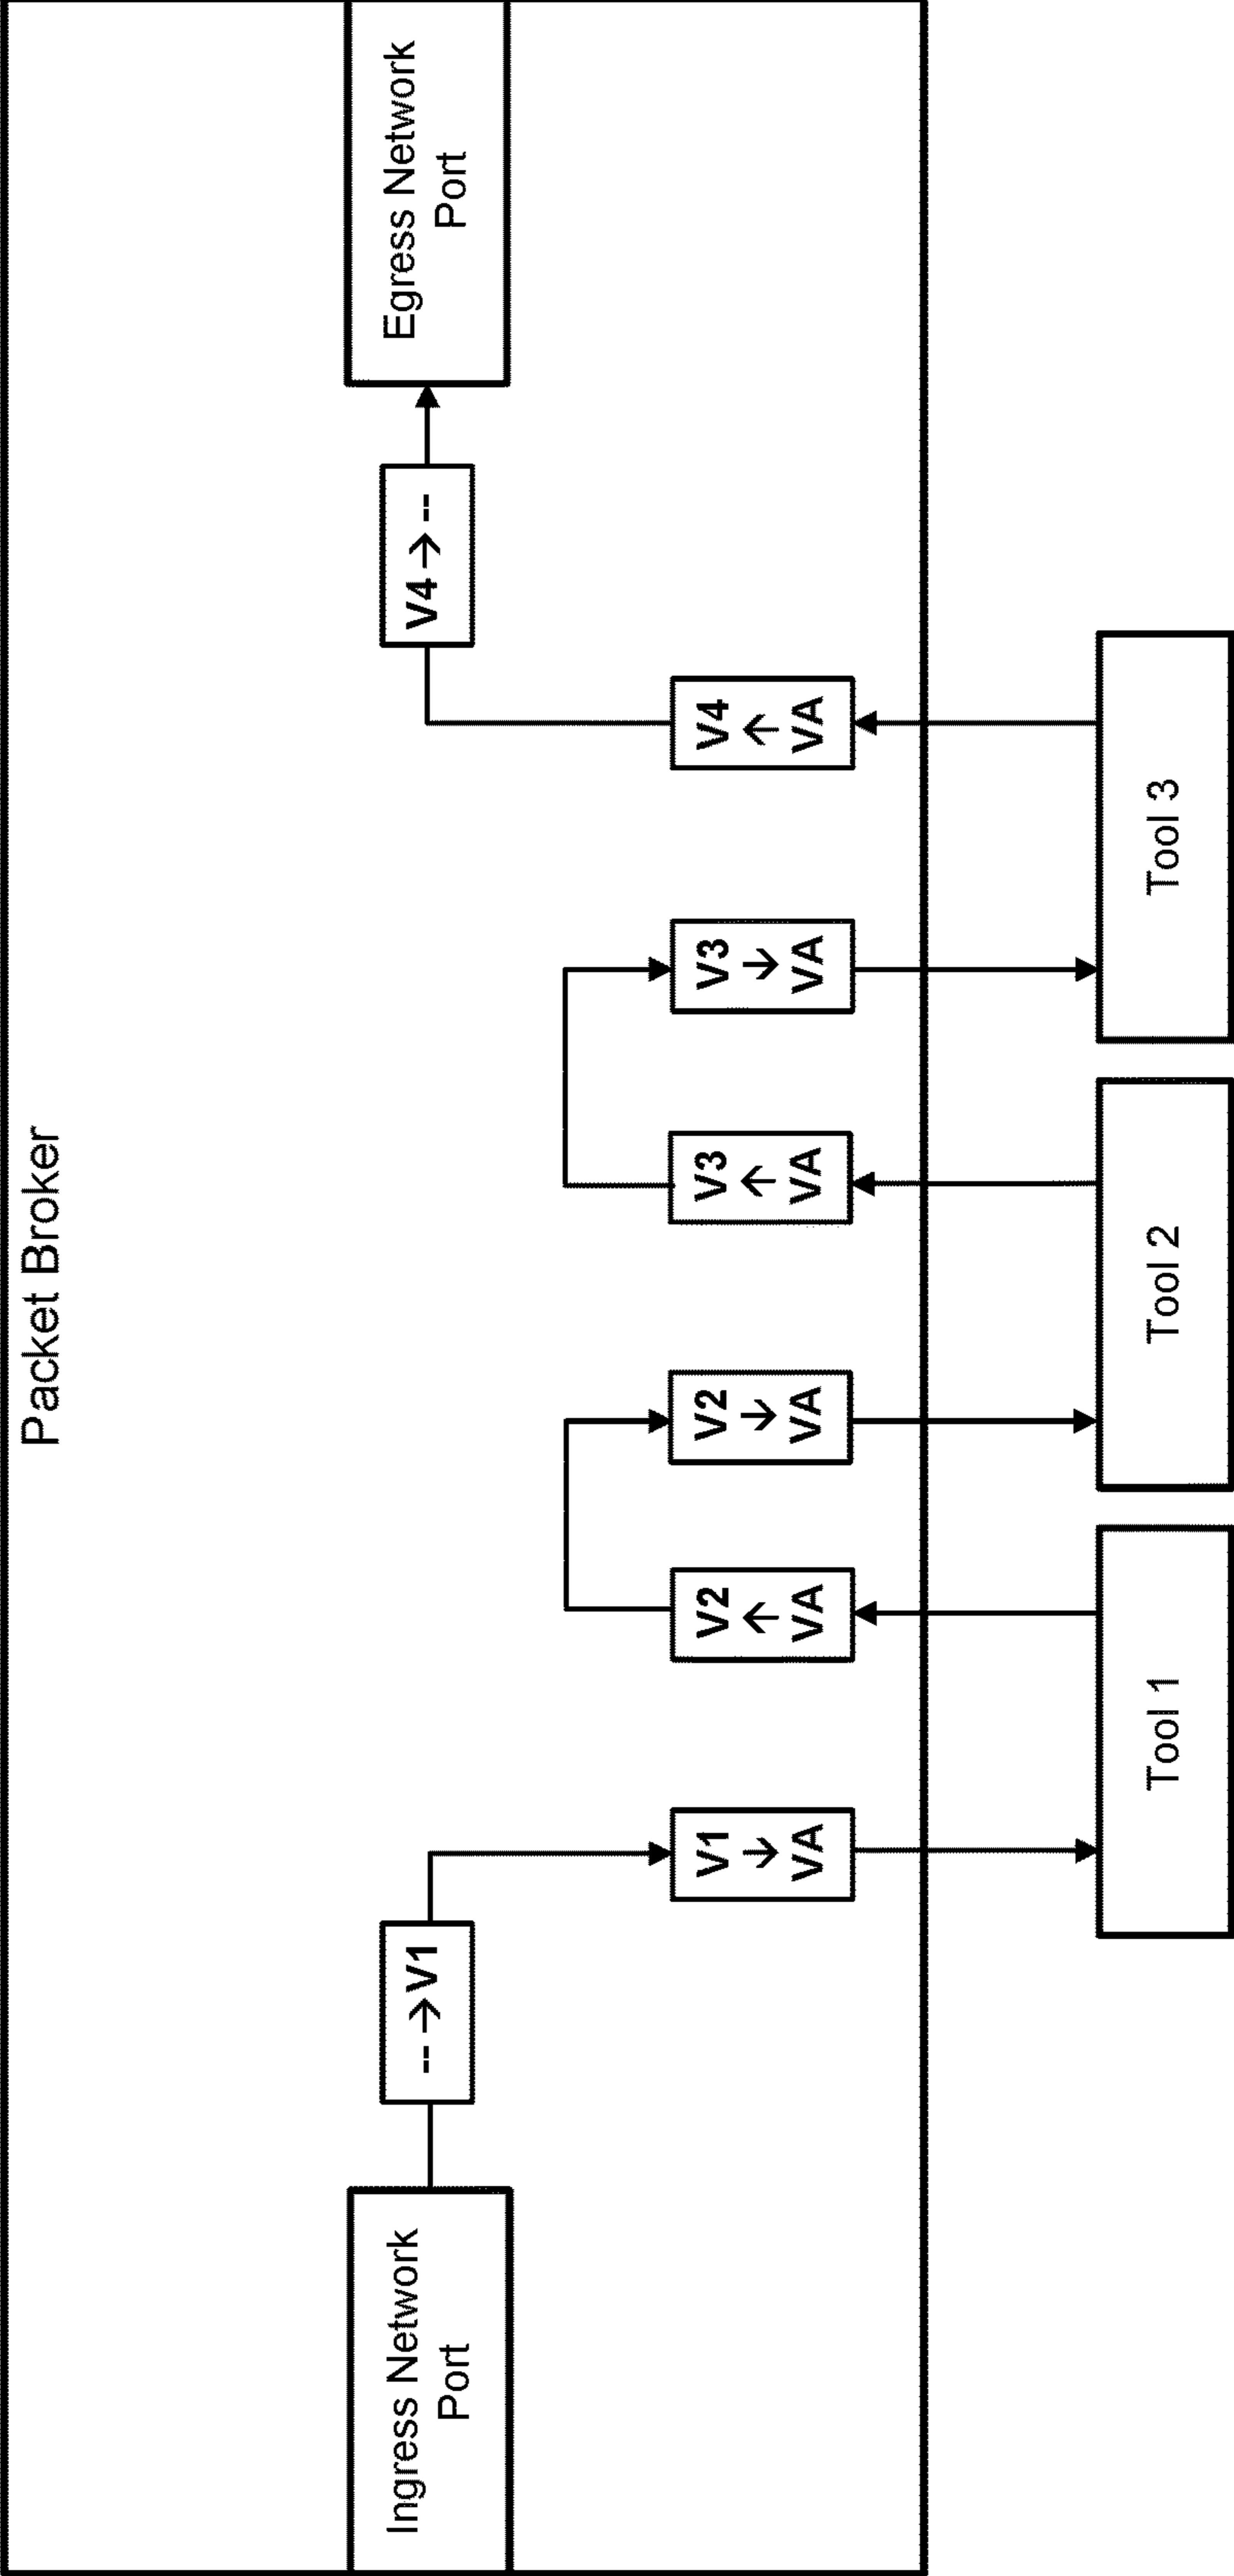 Packet Broker
Ingress Network
Port
-- → V1
V4 → --
Egress Network
Port
V1
↓
VA
V2
↑
VA
V2
↓
VA
V3
↑
VA
V3
↓
VA
V4
↑
VA
Tool 1
Tool 2
Tool 3